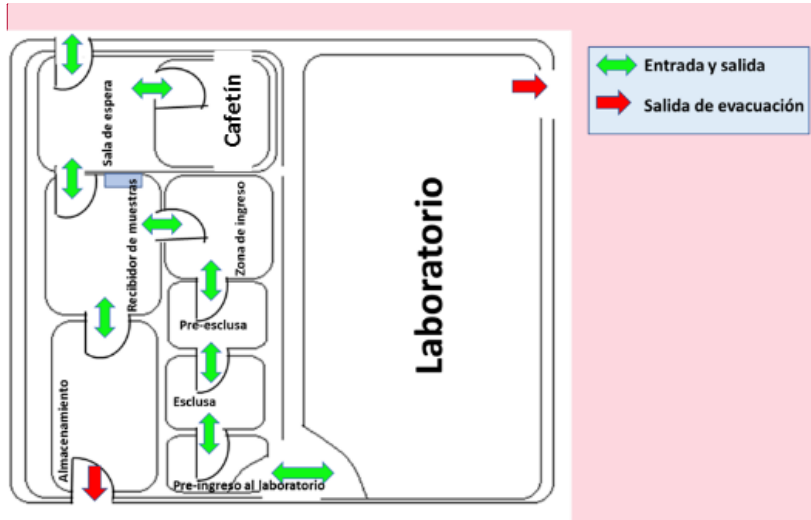 Entrada y salida
Salida de evacuación
Sala de espera
Cafetín
Recibidor de muestras
Zona de ingreso
Laboratorio
Pre-esclusa
Esclusa
Almacenamiento
Pre-ingreso al laboratorio